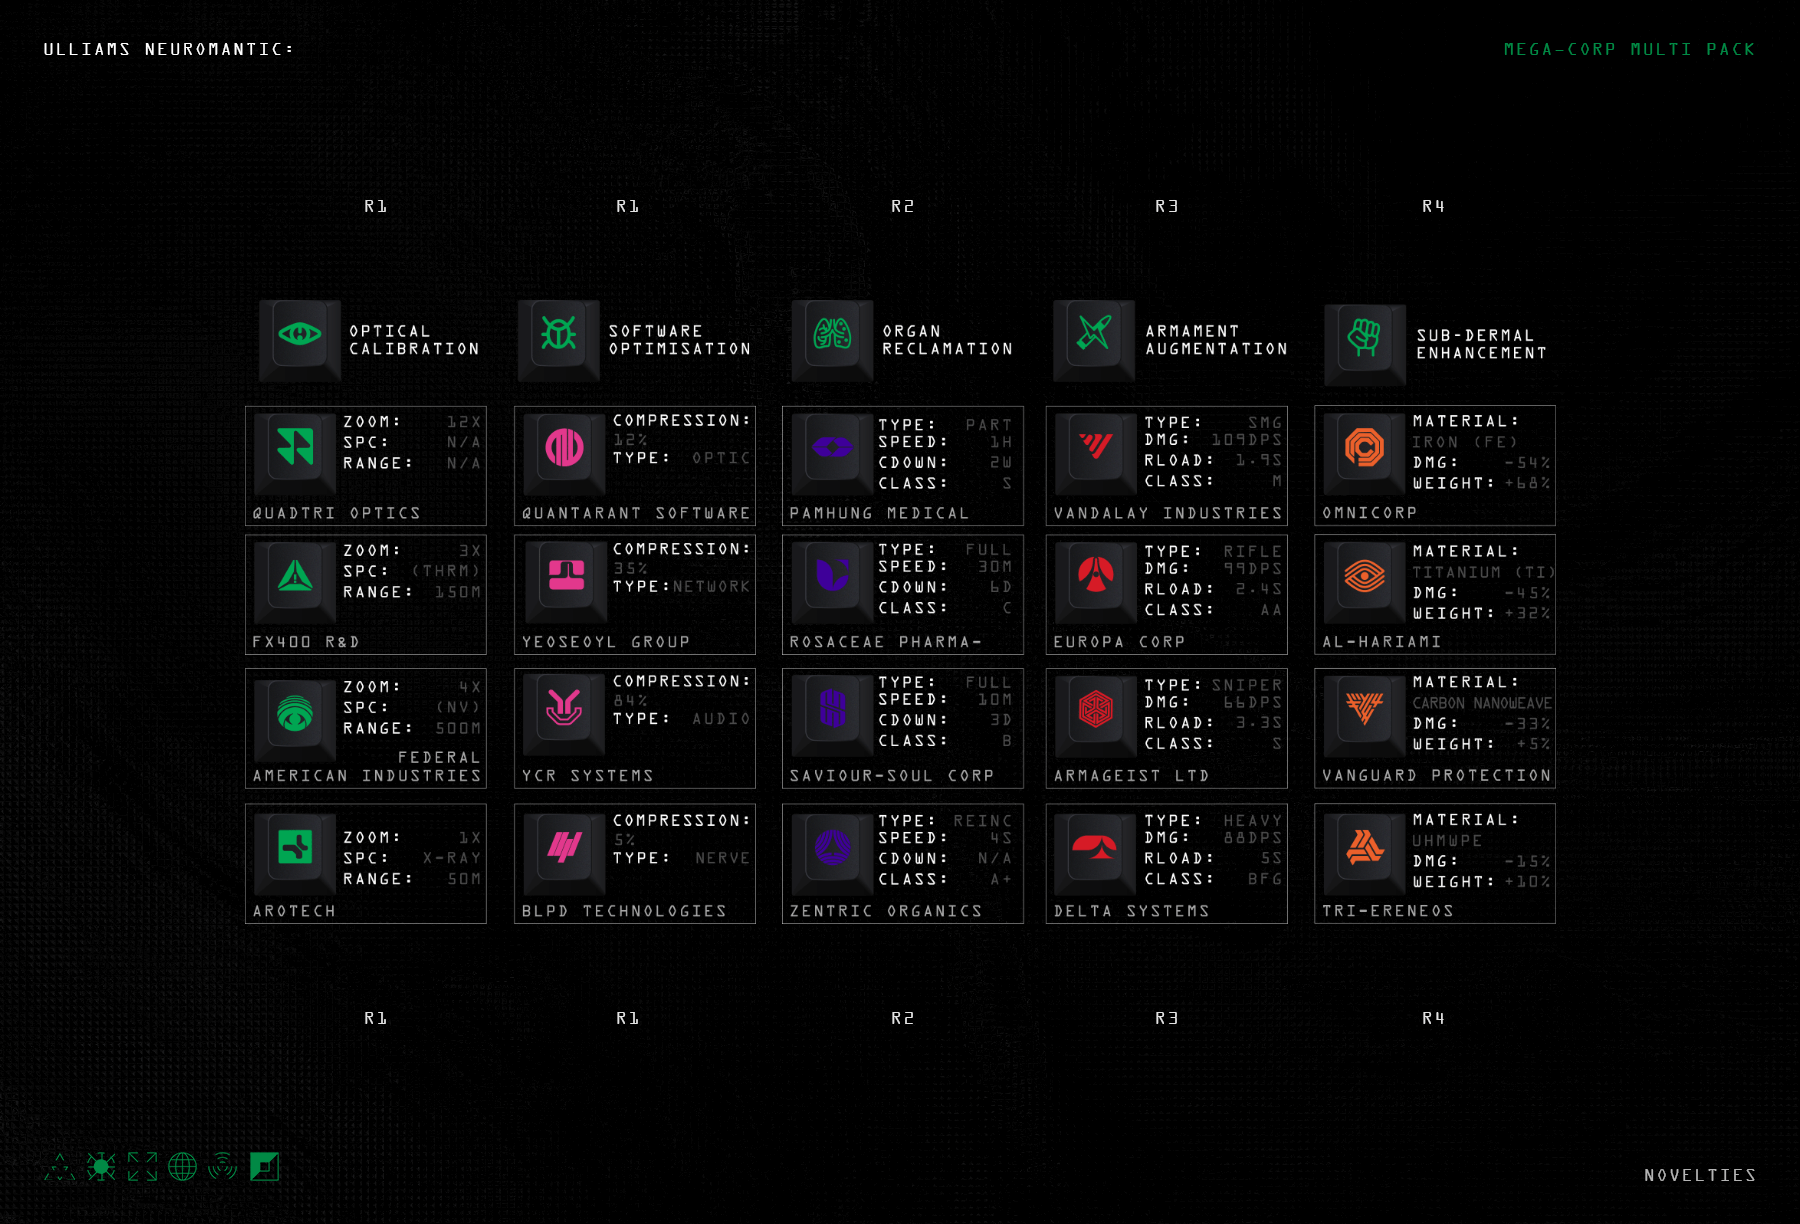 ULLIAMS NEUROMANTIC:
MEGA-CORP MULTI PACK
R1 R1 R2 R3 R4
OPTICAL
CALIBRATION
SOFTWARE
OPTIMISATION
ORGAN
RECLAMATION
ARMAMENT
AUGMENTATION
SUB-DERMAL
ENHANCEMENT
ZOOM: 12X
SPC: N/A
RANGE: N/A
QUADTRI OPTICS
COMPRESSION:
12%
TYPE: OPTIC
QUANTARANT SOFTWARE
TYPE: PART
SPEED: 1H
CDOWN: 2W
CLASS: S
PAMHUNG MEDICAL
TYPE: SMG
DMG: 109DPS
RLOAD: 1.9S
CLASS: M
VANDALAY INDUSTRIES
MATERIAL:
IRON (FE)
DMG: -54%
WEIGHT: +68%
OMNICORP
ZOOM: 3X
SPC: (THRM)
RANGE: 150M
FX400 R&D
COMPRESSION:
35%
TYPE: NETWORK
YEOSEOYL GROUP
TYPE: FULL
SPEED: 30M
CDOWN: 6D
CLASS: C
ROSACEAE PHARMA-
TYPE: RIFLE
DMG: 99DPS
RLOAD: 2.4S
CLASS: AA
EUROPA CORP
MATERIAL:
TITANIUM (TI)
DMG: -45%
WEIGHT: +32%
AL-HARIAMI
ZOOM: 4X
SPC: (NV)
RANGE: 500M
FEDERAL
AMERICAN INDUSTRIES
COMPRESSION:
84%
TYPE: AUDIO
YCR SYSTEMS
TYPE: FULL
SPEED: 10M
CDOWN: 3D
CLASS: B
SAVIOUR-SOUL CORP
TYPE: SNIPER
DMG: 66DPS
RLOAD: 3.3S
CLASS: S
ARMAGEIST LTD
MATERIAL:
CARBON NANOWEAVE
DMG: -33%
WEIGHT: +5%
VANGUARD PROTECTION
ZOOM: 1X
SPC: X-RAY
RANGE: 50M
AROTECH
COMPRESSION:
5%
TYPE: NERVE
BLPD TECHNOLOGIES
TYPE: REINC
SPEED: 4S
CDOWN: N/A
CLASS: A+
ZENTRIC ORGANICS
TYPE: HEAVY
DMG: 88DPS
RLOAD: 5S
CLASS: BFG
DELTA SYSTEMS
MATERIAL:
UHMWPE
DMG: -15%
WEIGHT: +10%
TRI-ERENEOS
R1 R1 R2 R3 R4
NOVELTIES